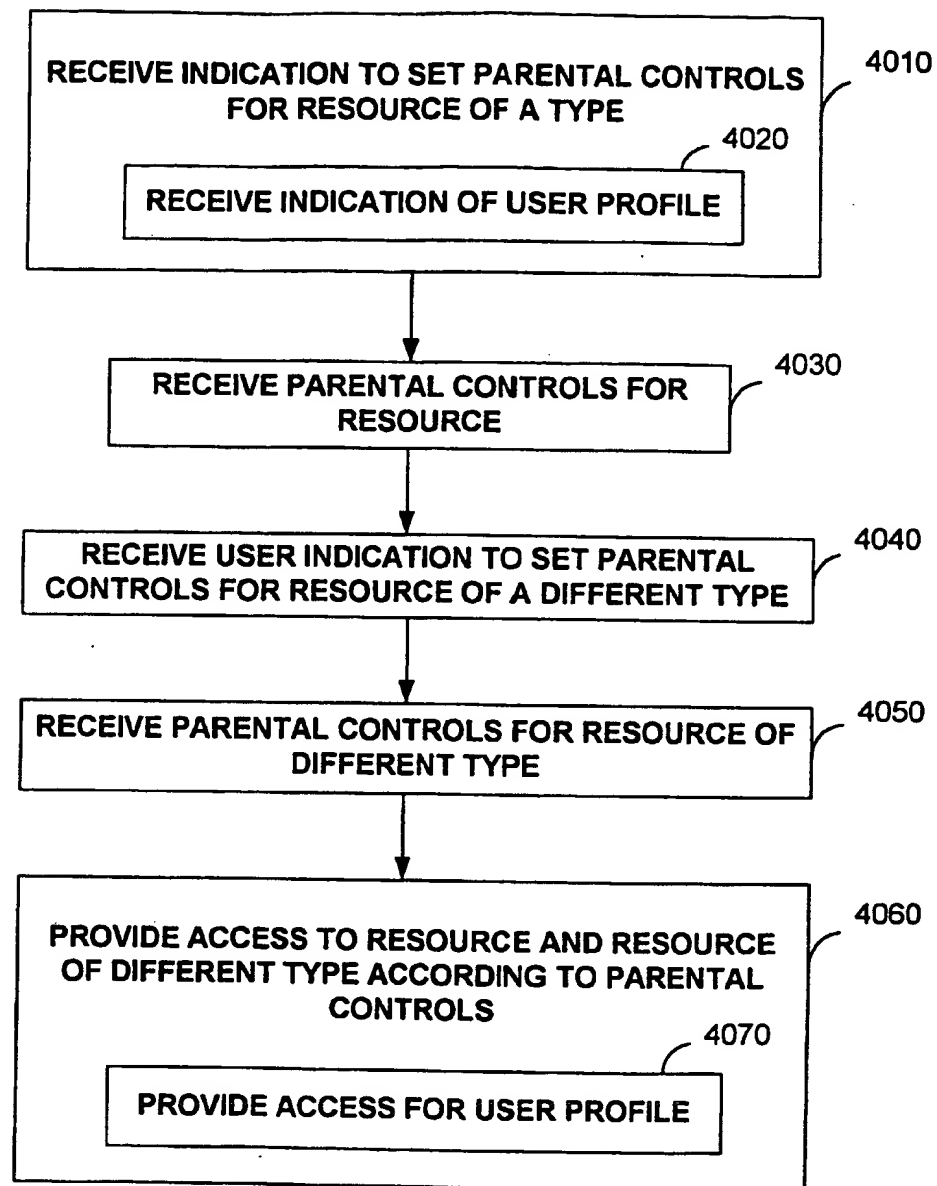 RECEIVE INDICATION TO SET PARENTAL CONTROLS
FOR RESOURCE OF A TYPE
4010
4020
RECEIVE INDICATION OF USER PROFILE
4030
RECEIVE PARENTAL CONTROLS FOR
RESOURCE
4040
RECEIVE USER INDICATION TO SET PARENTAL
CONTROLS FOR RESOURCE OF A DIFFERENT TYPE
4050
RECEIVE PARENTAL CONTROLS FOR RESOURCE OF
DIFFERENT TYPE
4060
PROVIDE ACCESS TO RESOURCE AND RESOURCE
OF DIFFERENT TYPE ACCORDING TO PARENTAL
CONTROLS
4070
PROVIDE ACCESS FOR USER PROFILE